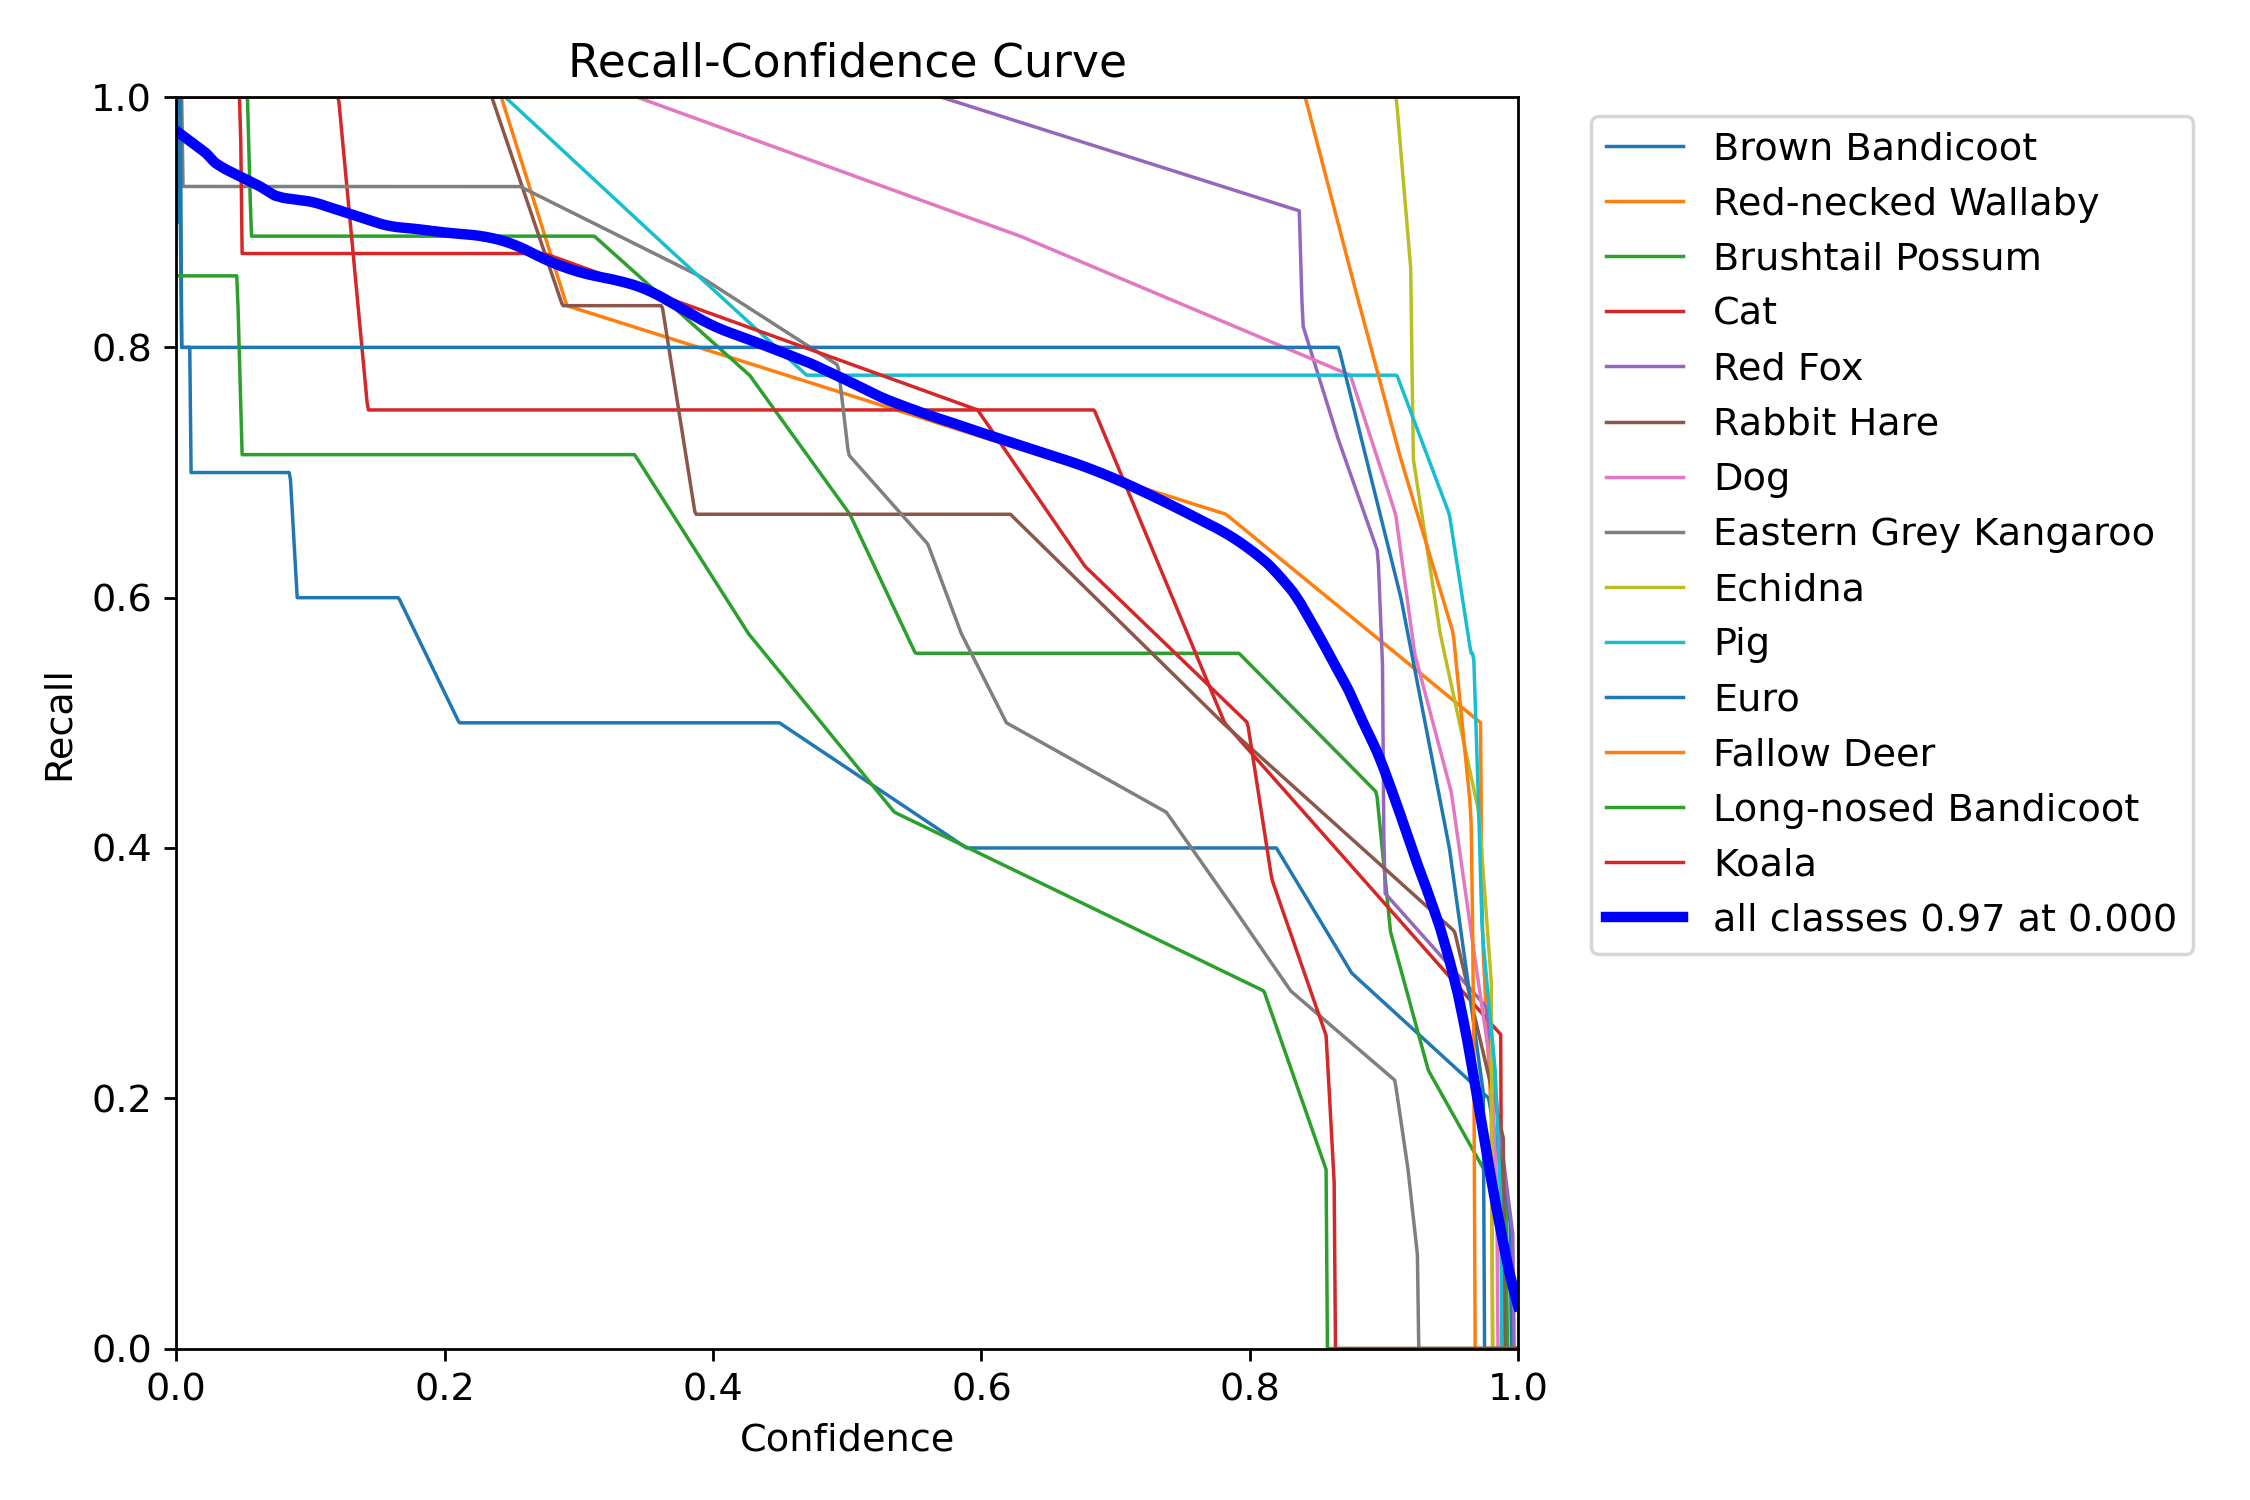 Recall-Confidence Curve
1.0
0.8
0.6
0.4
0.2
0.0
Recall
0.0 0.2 0.4 0.6 0.8 1.0
Confidence
Brown Bandicoot
Red-necked Wallaby
Brushtail Possum
Cat
Red Fox
Rabbit Hare
Dog
Eastern Grey Kangaroo
Echidna
Pig
Euro
Fallow Deer
Long-nosed Bandicoot
Koala
all classes 0.97 at 0.000